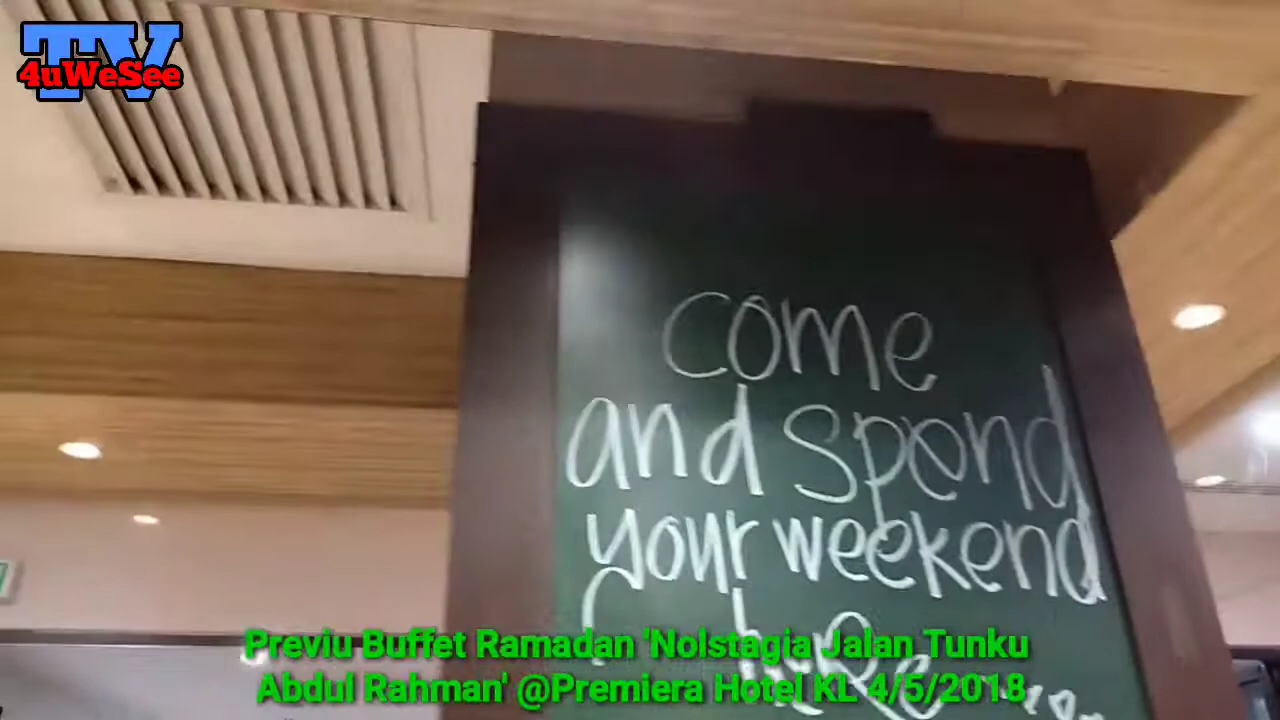 TV
4uWeSee
come
and spend
your weekend
here
Previu Buffet Ramadan 'Nolstagia Jalan Tunku
Abdul Rahman' @Premiera Hotel KL 4/5/2018